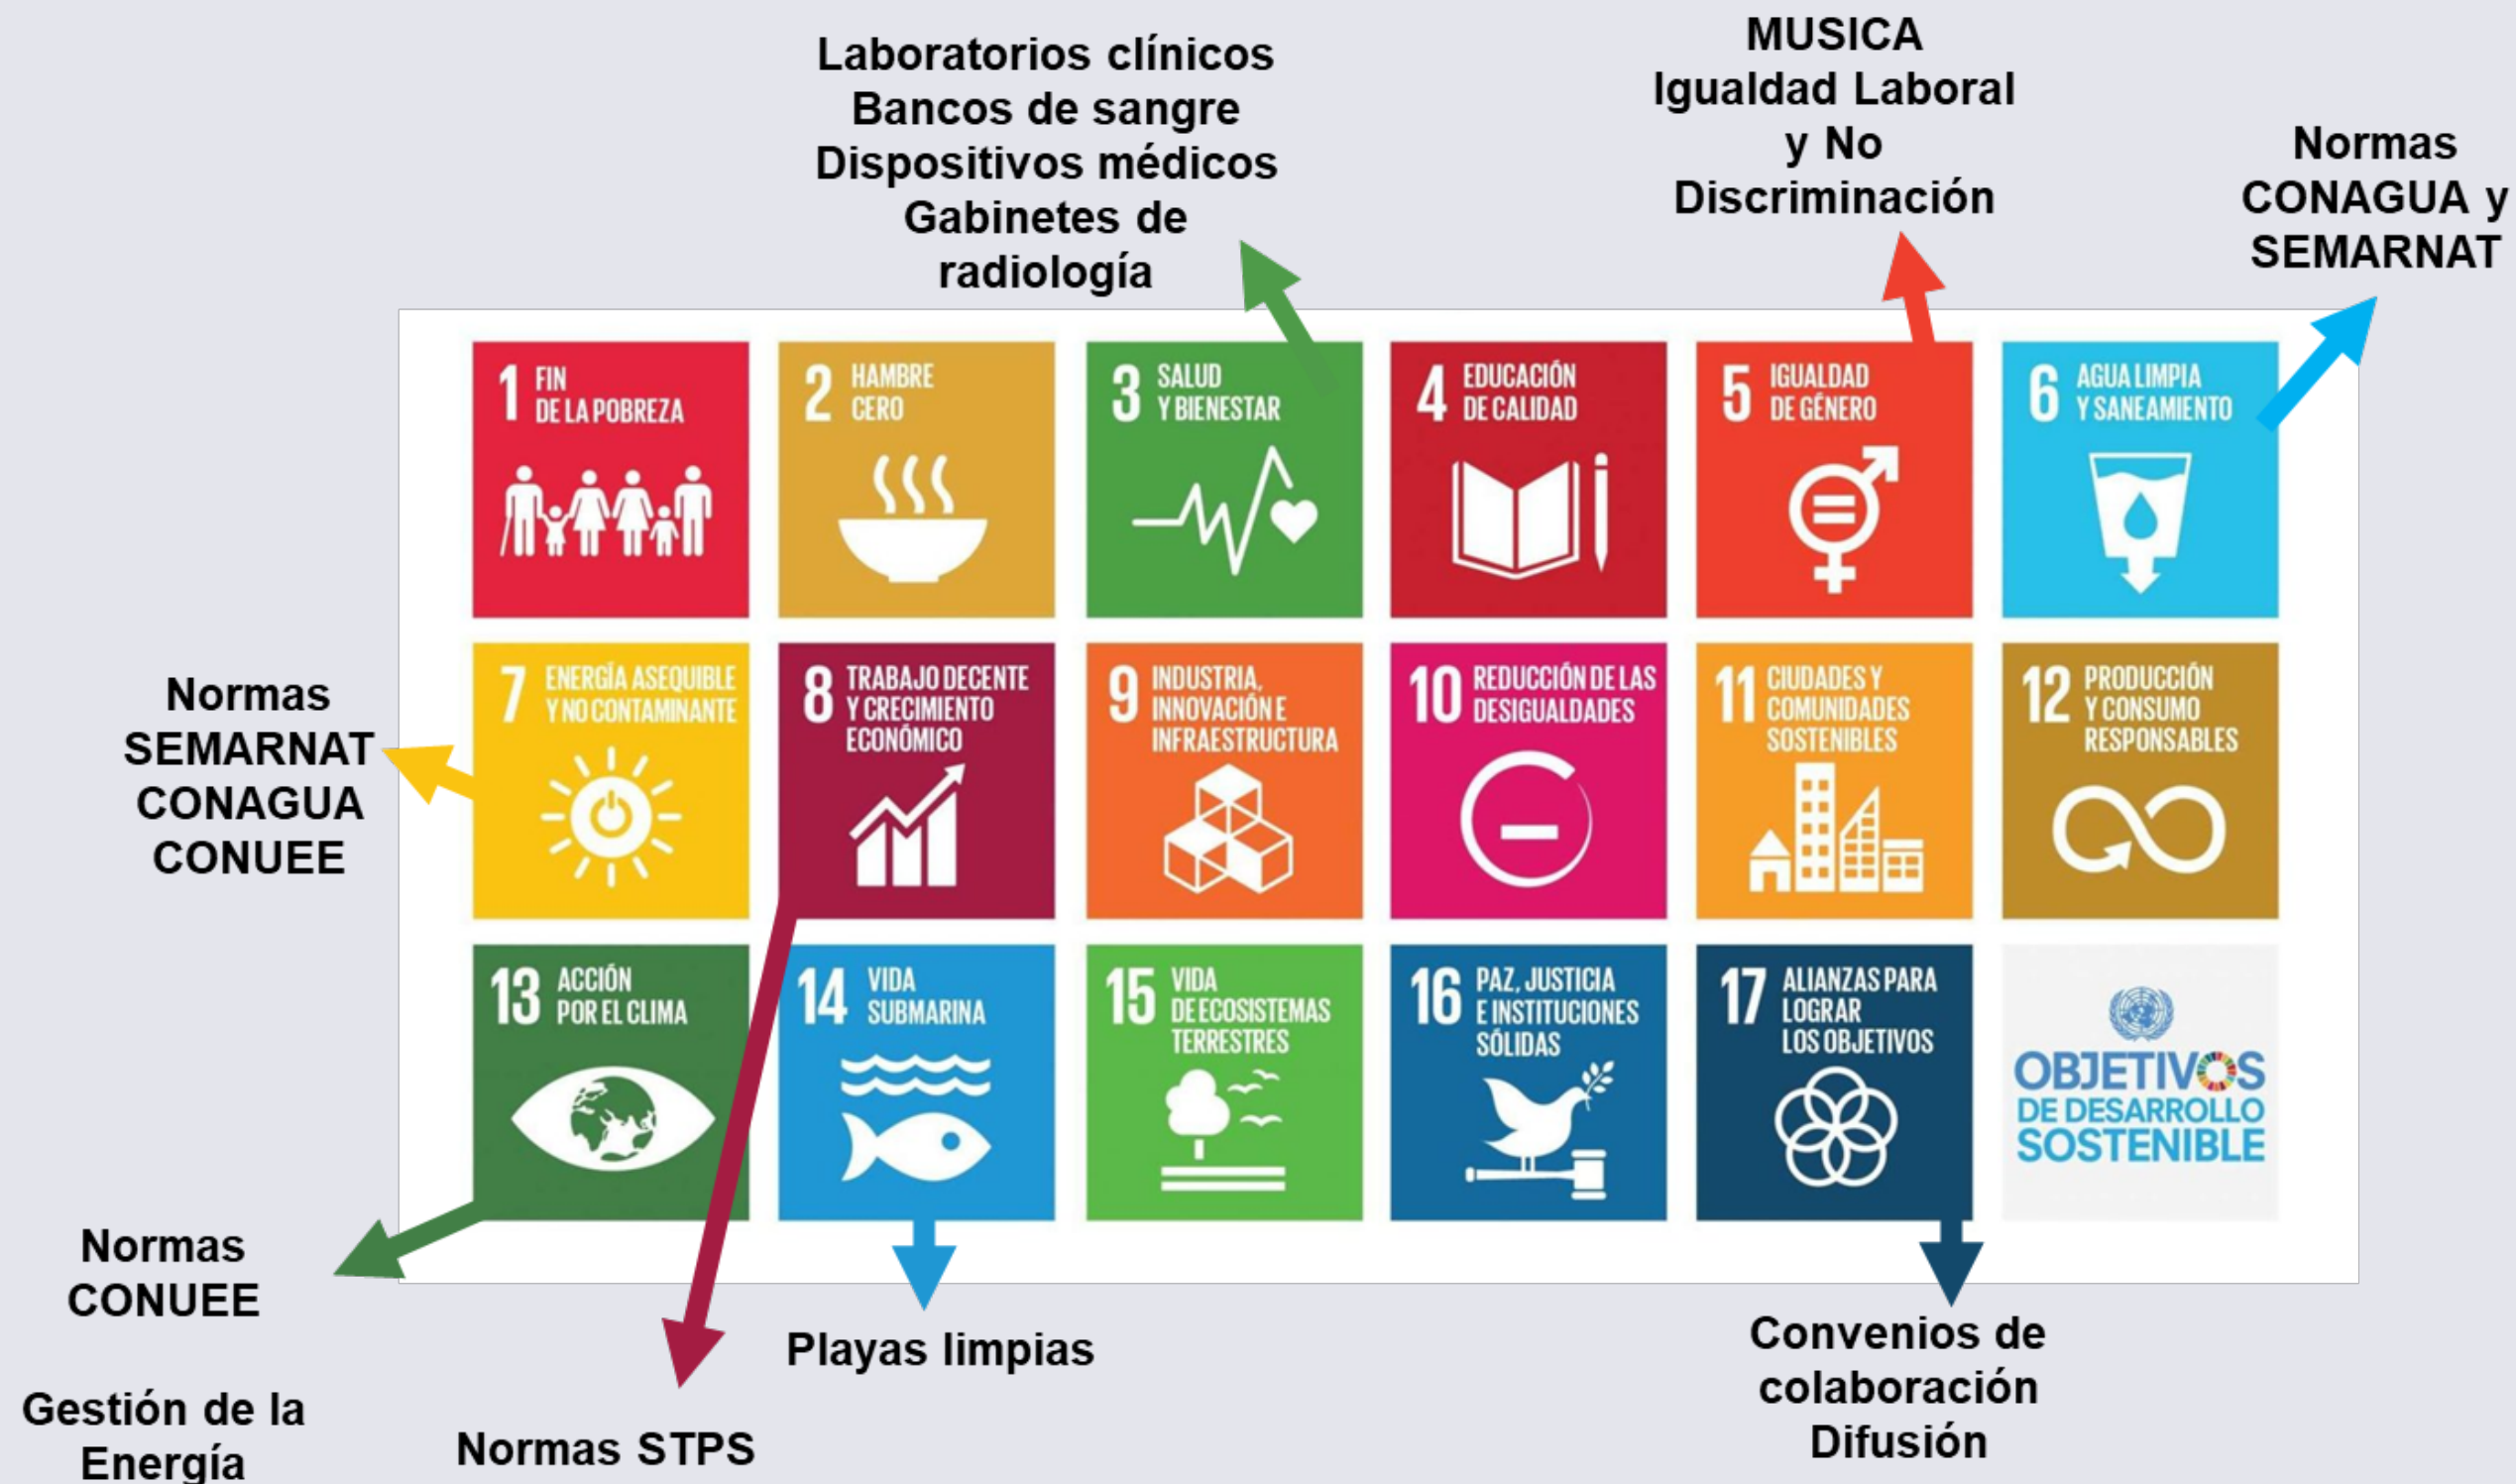 Laboratorios clínicos
Bancos de sangre
Dispositivos médicos
Gabinetes de
radiología
MUSICA
Igualdad Laboral
y No
Discriminación
Normas
CONAGUA y
SEMARNAT
1 FIN
DE LA POBREZA
2 HAMBRE
CERO
3 SALUD
Y BIENESTAR
4 EDUCACIÓN
DE CALIDAD
5 IGUALDAD
DE GÉNERO
6 AGUA LIMPIA
Y SANEAMIENTO
Normas
SEMARNAT
CONAGUA
CONUEE
7 ENERGÍA ASEQUIBLE
Y NO CONTAMINANTE
8 TRABAJO DECENTE
Y CRECIMIENTO
ECONÓMICO
9 INDUSTRIA,
INNOVACIÓN E
INFRAESTRUCTURA
10 REDUCCIÓN DE LAS
DESIGUALDADES
11 CIUDADES Y
COMUNIDADES
SOSTENIBLES
12 PRODUCCIÓN
Y CONSUMO
RESPONSABLES
13 ACCIÓN
POR EL CLIMA
14 VIDA
SUBMARINA
15 VIDA
DE ECOSISTEMAS
TERRESTRES
16 PAZ, JUSTICIA
E INSTITUCIONES
SÓLIDAS
17 ALIANZAS PARA
LOGRAR
LOS OBJETIVOS
OBJETIVOS
DE DESARROLLO
SOSTENIBLE
Normas
CONUEE
Gestión de la
Energía
Normas STPS
Playas limpias
Convenios de
colaboración
Difusión